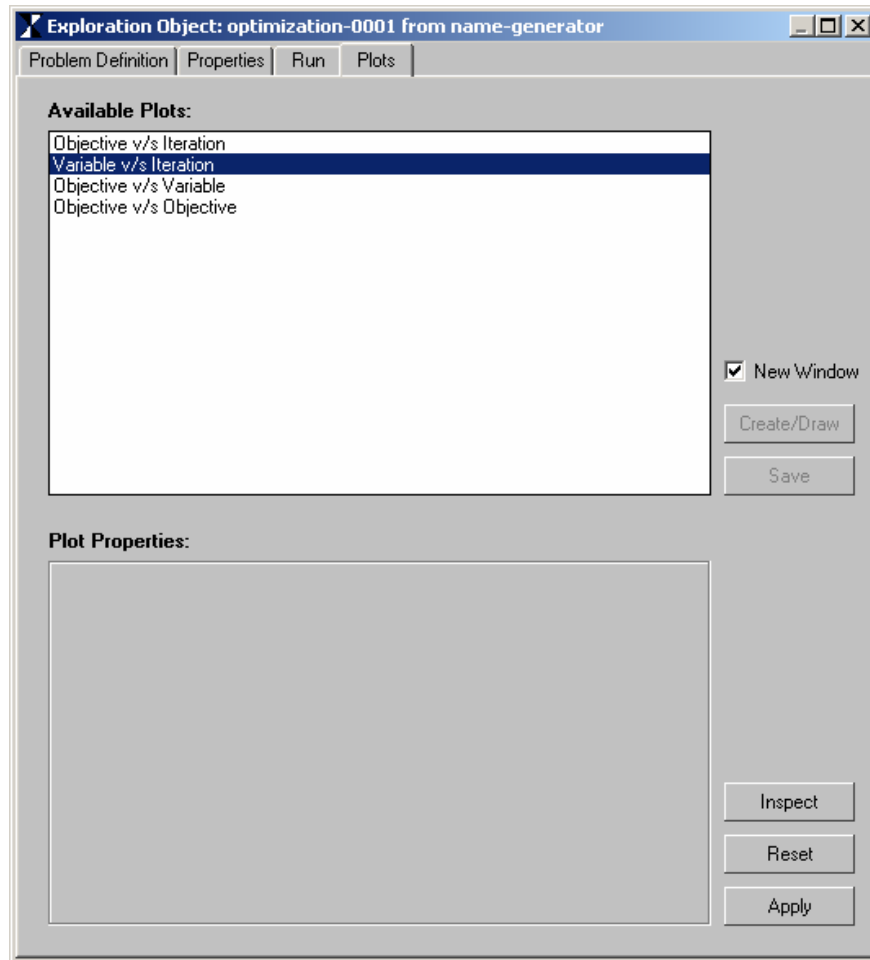 Exploration Object: optimization-0001 from name-generator
Problem Definition Properties Run Plots
Available Plots:
Objective v/s Iteration
Variable v/s Iteration
Objective v/s Variable
Objective v/s Objective
New Window
Create/Draw
Save
Plot Properties:
Inspect
Reset
Apply